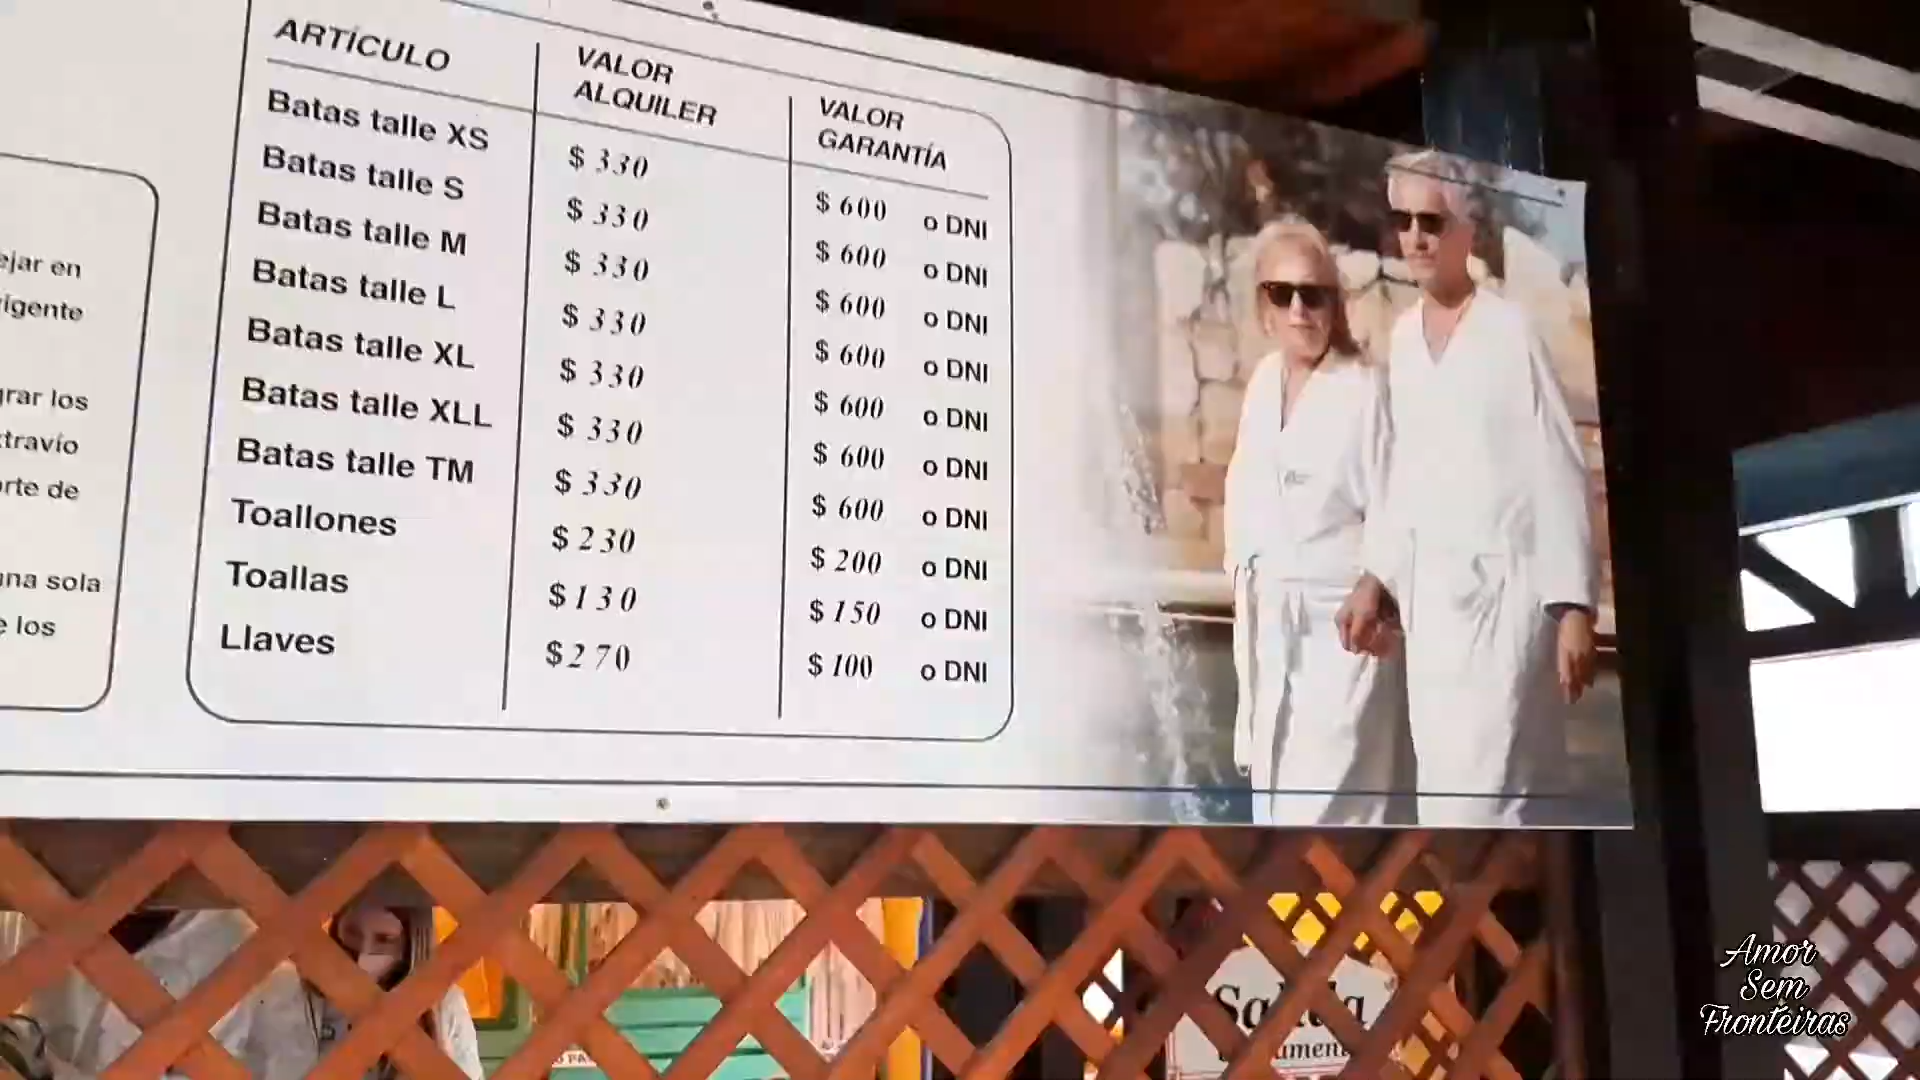 ejar en
igente
rar los
travío
rte de
na sola
e los
ARTÍCULO VALOR ALQUILER VALOR GARANTÍA
Batas talle XS $ 330 $ 600 o DNI
Batas talle S $ 330 $ 600 o DNI
Batas talle M $ 330 $ 600 o DNI
Batas talle L $ 330 $ 600 o DNI
Batas talle XL $ 330 $ 600 o DNI
Batas talle XLL $ 330 $ 600 o DNI
Batas talle TM $ 330 $ 600 o DNI
Toallones $ 230 $ 200 o DNI
Toallas $ 130 $ 150 o DNI
Llaves $ 270 $ 100 o DNI
Amor
Sem
Fronteiras